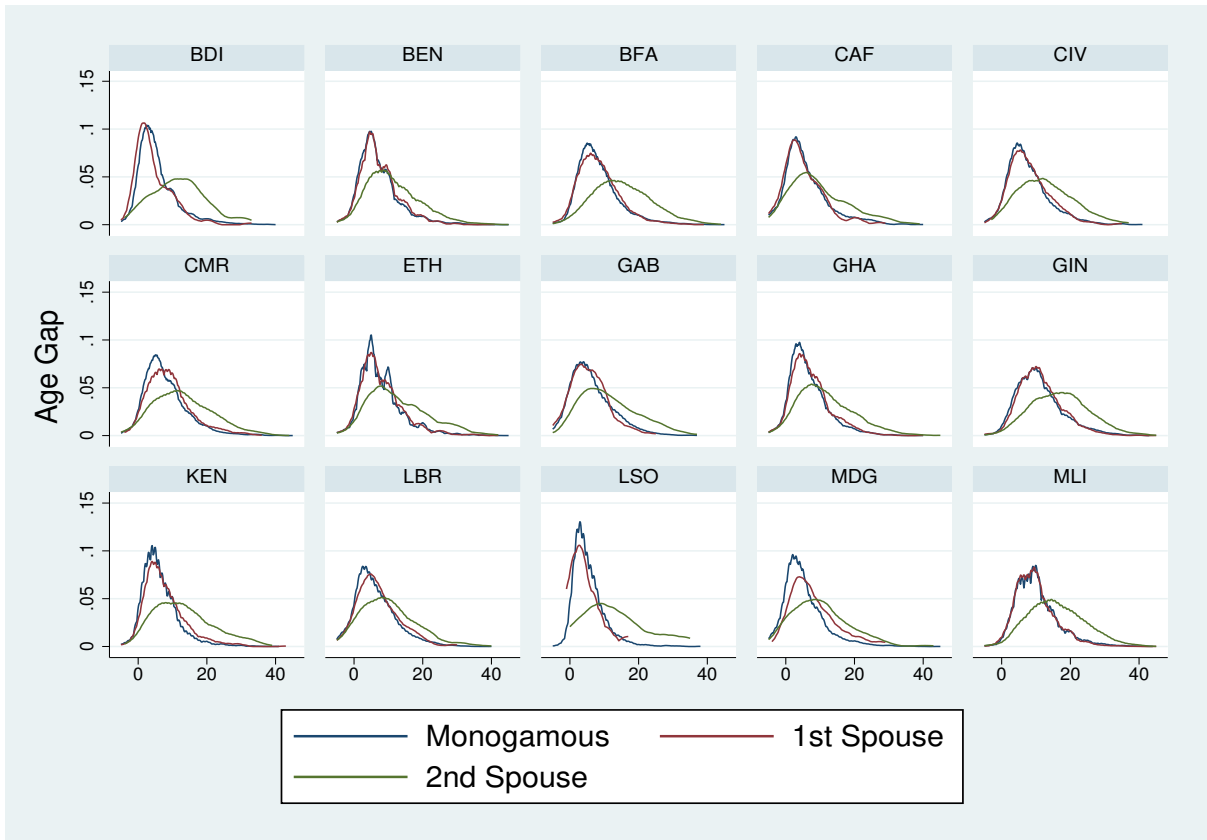 BDI BEN BFA CAF CIV
.15
.1
.05
0
CMR ETH GAB GHA GIN
.15
.1
.05
0
Age Gap
KEN LBR LSO MDG MLI
.15
.1
.05
0
0 20 40 0 20 40 0 20 40 0 20 40 0 20 40
Monogamous 1st Spouse
2nd Spouse